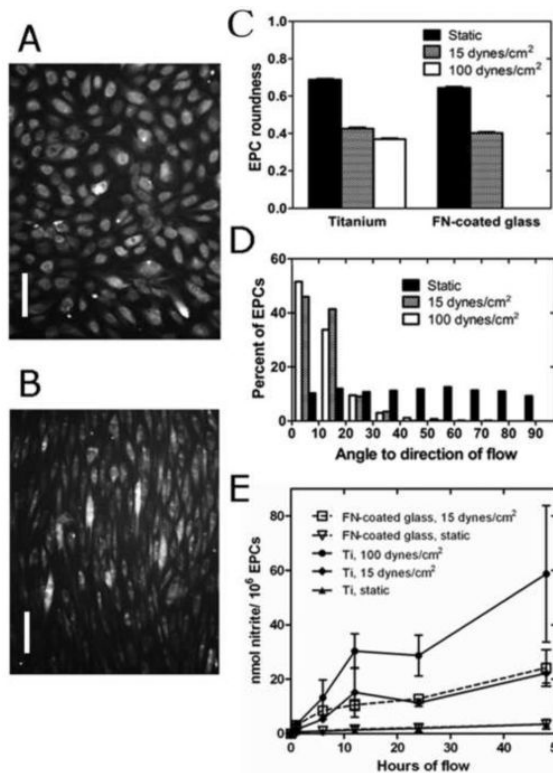 A
B
C
EPC roundness
1.0
0.8
0.6
0.4
0.2
0.0
Static
15 dynes/cm²
100 dynes/cm²
Titanium
FN-coated glass
D
Percent of EPCs
60
40
20
0
Static
15 dynes/cm²
100 dynes/cm²
0 10 20 30 40 50 60 70 80 90
Angle to direction of flow
E
nmol nitrite/ 10⁶ EPCs
80
60
40
20
0
FN-coated glass, 15 dynes/cm²
FN-coated glass, static
Ti, 100 dynes/cm²
Ti, 15 dynes/cm²
Ti, static
0 10 20 30 40
Hours of flow